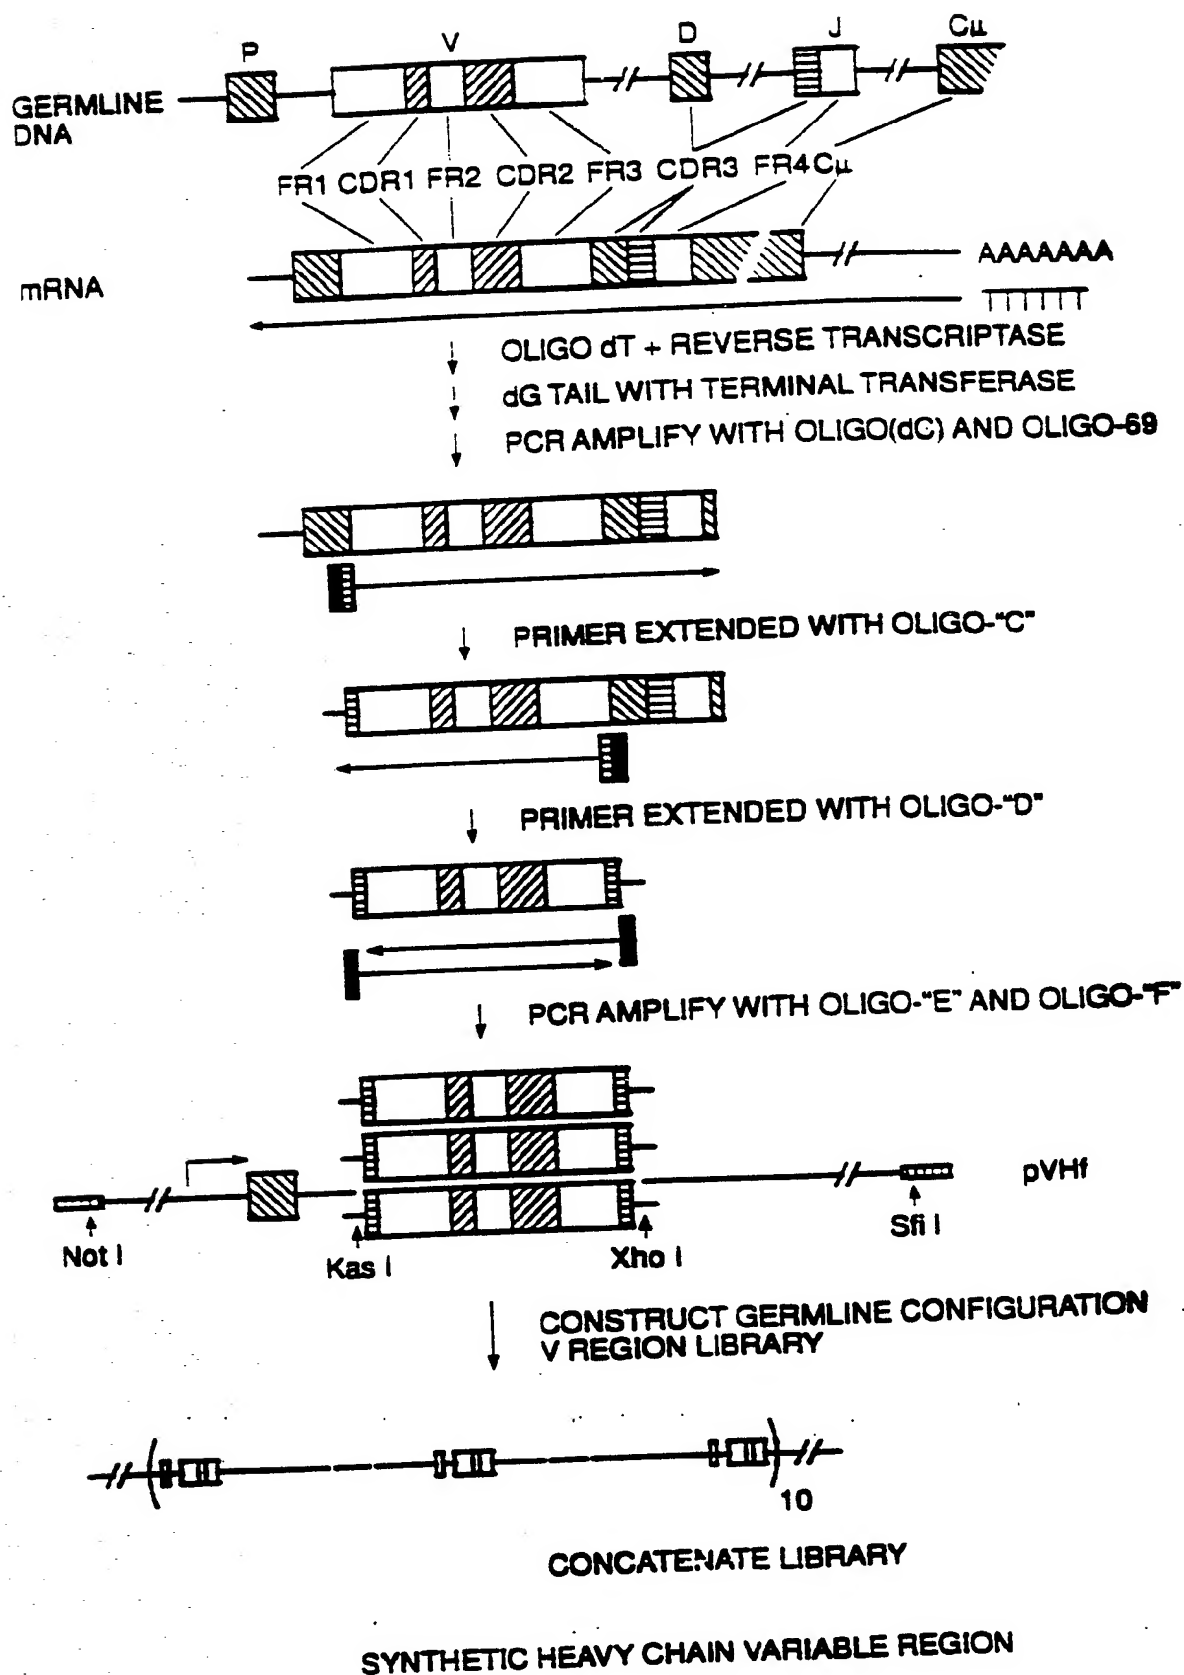 P V D J Cμ
GERMLINE
DNA
FR1 CDR1 FR2 CDR2 FR3 CDR3 FR4 Cμ
mRNA
AAAAAAA
TTTTTT
OLIGO dT + REVERSE TRANSCRIPTASE
dG TAIL WITH TERMINAL TRANSFERASE
PCR AMPLIFY WITH OLIGO(dC) AND OLIGO-69
PRIMER EXTENDED WITH OLIGO-"C"
PRIMER EXTENDED WITH OLIGO-"D"
PCR AMPLIFY WITH OLIGO-"E" AND OLIGO-"F"
pVHf
Not I
Kas I
Xho I
Sfi I
CONSTRUCT GERMLINE CONFIGURATION
V REGION LIBRARY
10
CONCATENATE LIBRARY
SYNTHETIC HEAVY CHAIN VARIABLE REGION